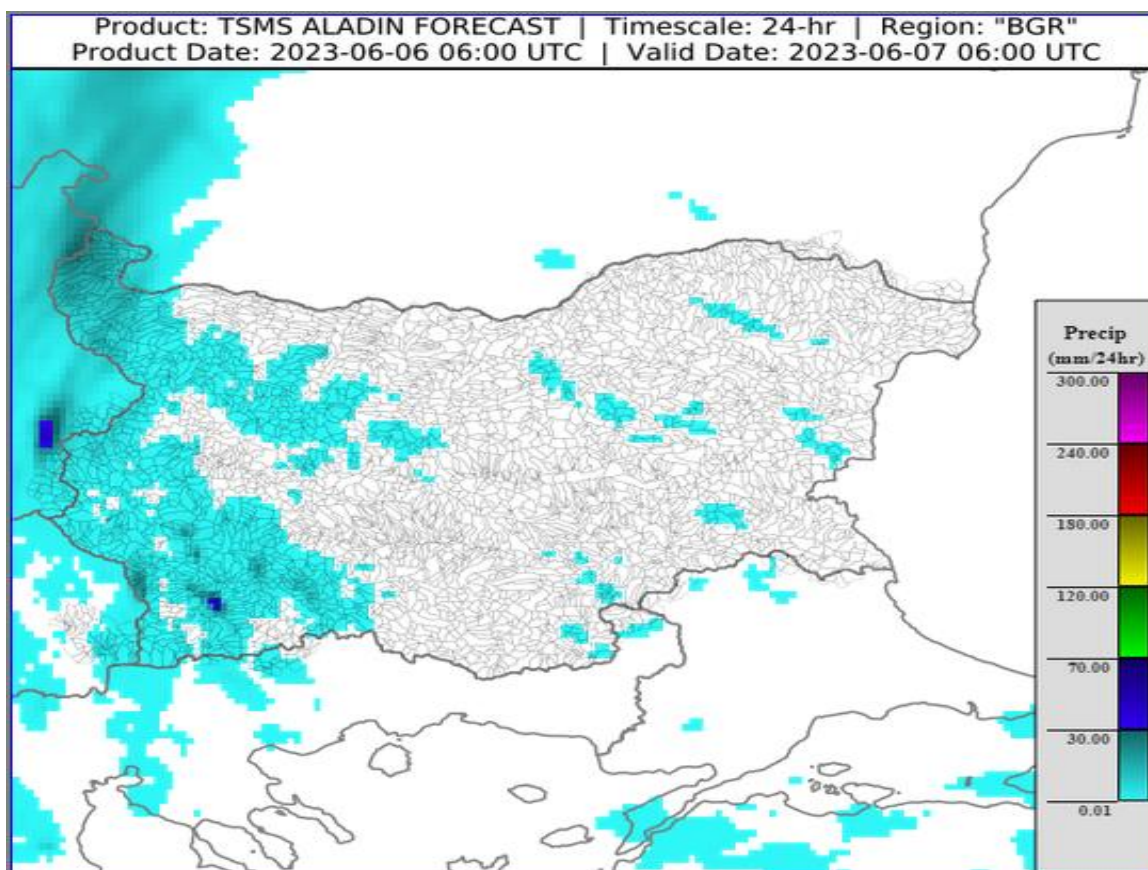 Product: TSMS ALADIN FORECAST | Timescale: 24-hr | Region: "BGR"
Product Date: 2023-06-06 06:00 UTC | Valid Date: 2023-06-07 06:00 UTC
Precip
(mm/24hr)
300.00
240.00
180.00
120.00
70.00
30.00
0.01